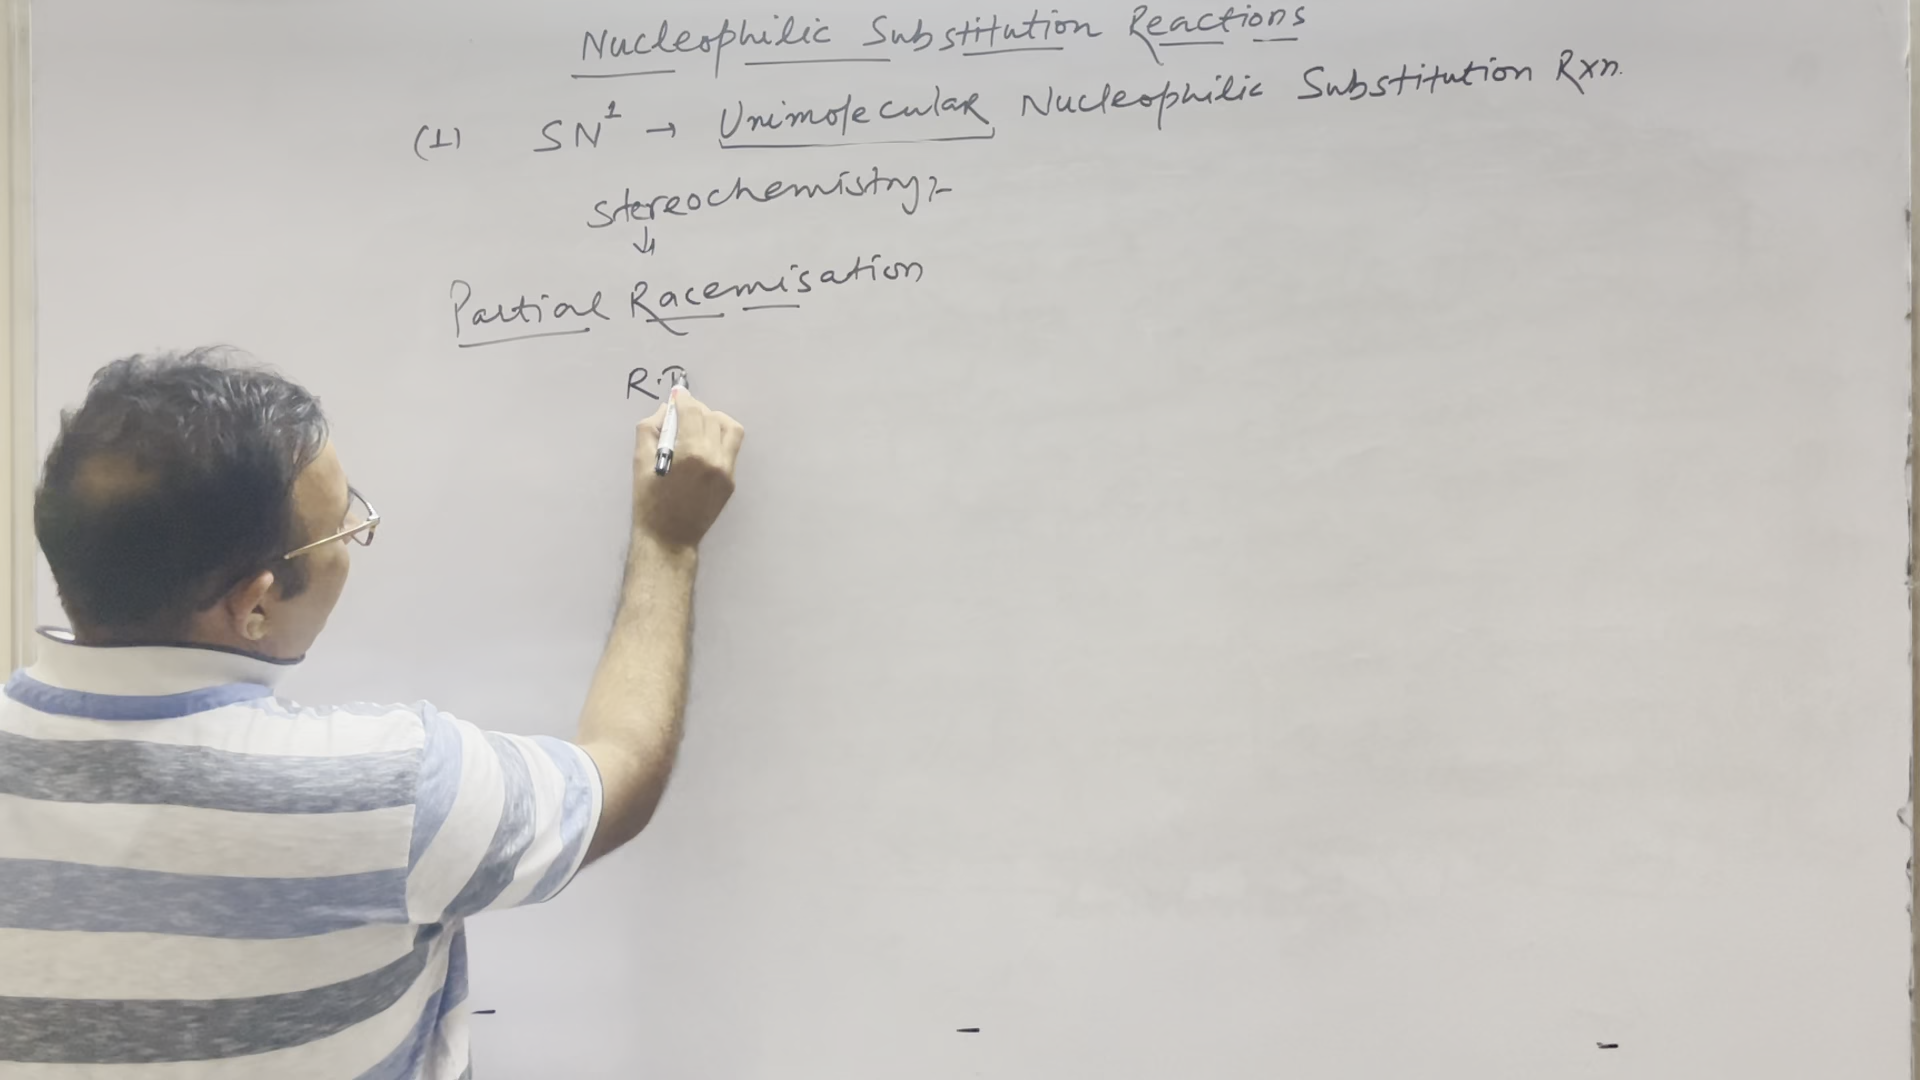 Nucleophilic Substitution Reactions
(1) SN¹ → Unimolecular Nucleophilic Substitution Rxn.
Stereochemistry:-
↓
Partial Racemisation
R.